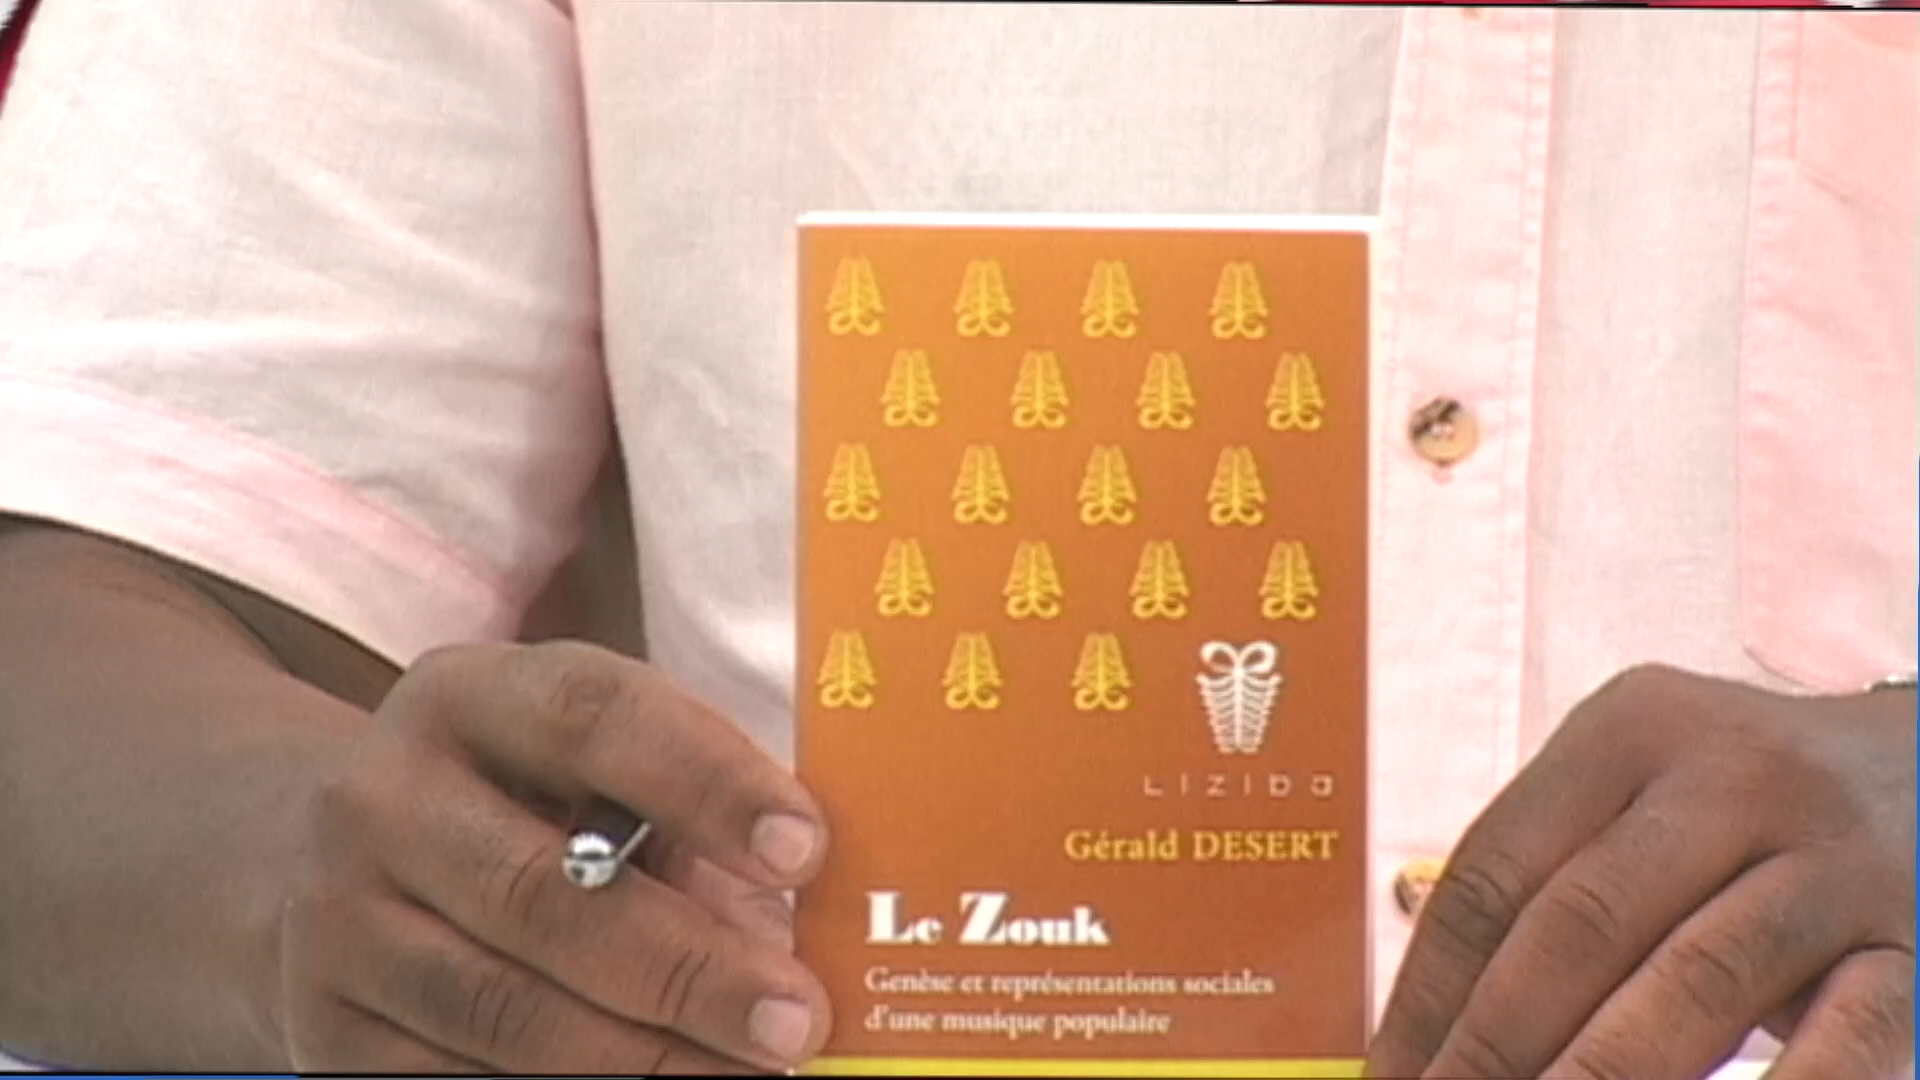 Liziba
Gérald DESERT
Le Zouk
Genèse et représentations sociales
d'une musique populaire